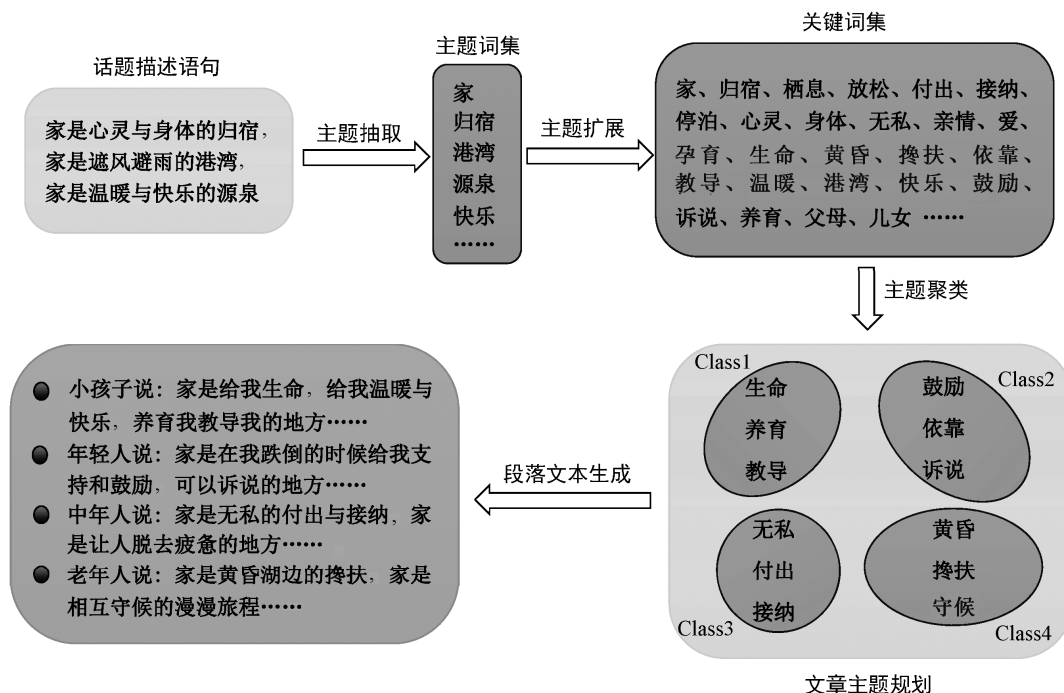 话题描述语句
家是心灵与身体的归宿，
家是遮风避雨的港湾，
家是温暖与快乐的源泉
主题抽取
主题词集
家
归宿
港湾
源泉
快乐
……
主题扩展
关键词集
家、归宿、栖息、放松、付出、接纳、
停泊、心灵、身体、无私、亲情、爱、
孕育、生命、黄昏、搀扶、依靠、
教导、温暖、港湾、快乐、鼓励、
诉说、养育、父母、儿女 ……
主题聚类
Class1
生命
养育
教导
Class2
鼓励
依靠
诉说
Class3
无私
付出
接纳
Class4
黄昏
搀扶
守候
文章主题规划
段落文本生成
小孩子说：家是给我生命，给我温暖与
快乐，养育我教导我的地方……
年轻人说：家是在我跌倒的时候给我支
持和鼓励，可以诉说的地方……
中年人说：家是无私的付出与接纳，家
是让人脱去疲惫的地方……
老年人说：家是黄昏湖边的搀扶，家是
相互守候的漫漫旅程……